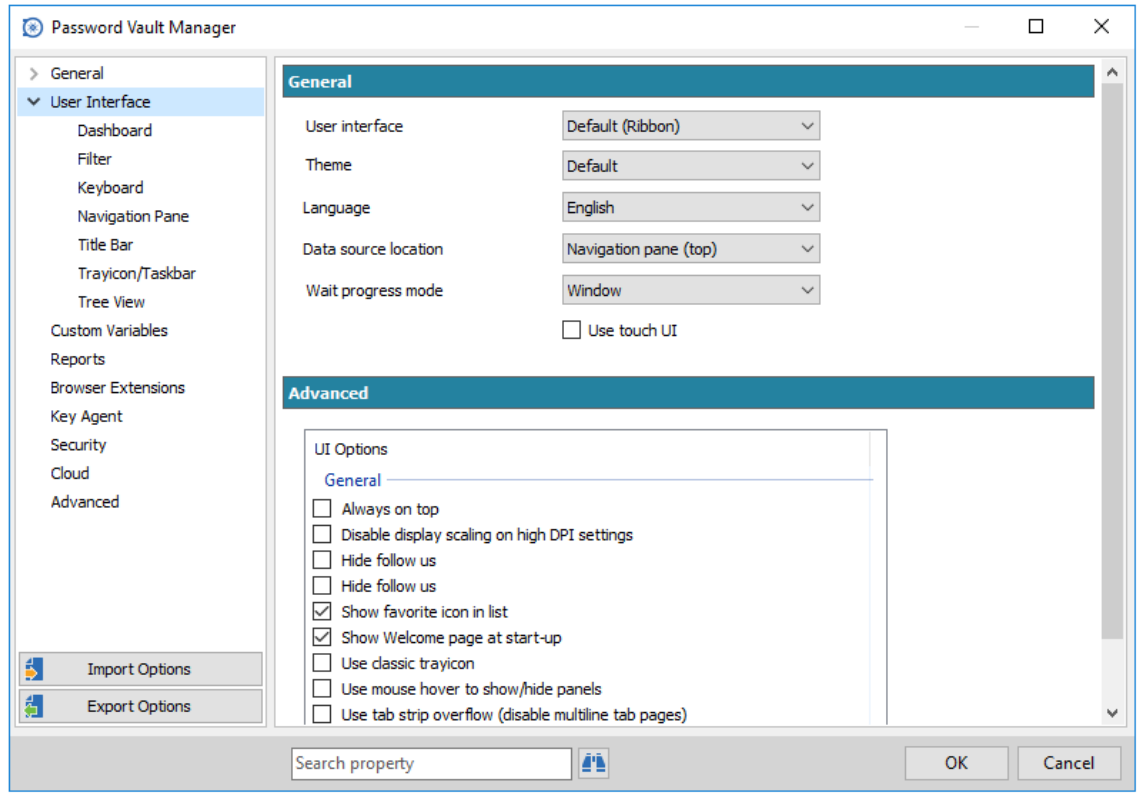 Password Vault Manager
General
User Interface
Dashboard
Filter
Keyboard
Navigation Pane
Title Bar
Trayicon/Taskbar
Tree View
Custom Variables
Reports
Browser Extensions
Key Agent
Security
Cloud
Advanced
Import Options
Export Options
General
User interface Default (Ribbon)
Theme Default
Language English
Data source location Navigation pane (top)
Wait progress mode Window
Use touch UI
Advanced
UI Options
General
Always on top
Disable display scaling on high DPI settings
Hide follow us
Hide follow us
Show favorite icon in list
Show Welcome page at start-up
Use classic trayicon
Use mouse hover to show/hide panels
Use tab strip overflow (disable multiline tab pages)
Search property
OK Cancel